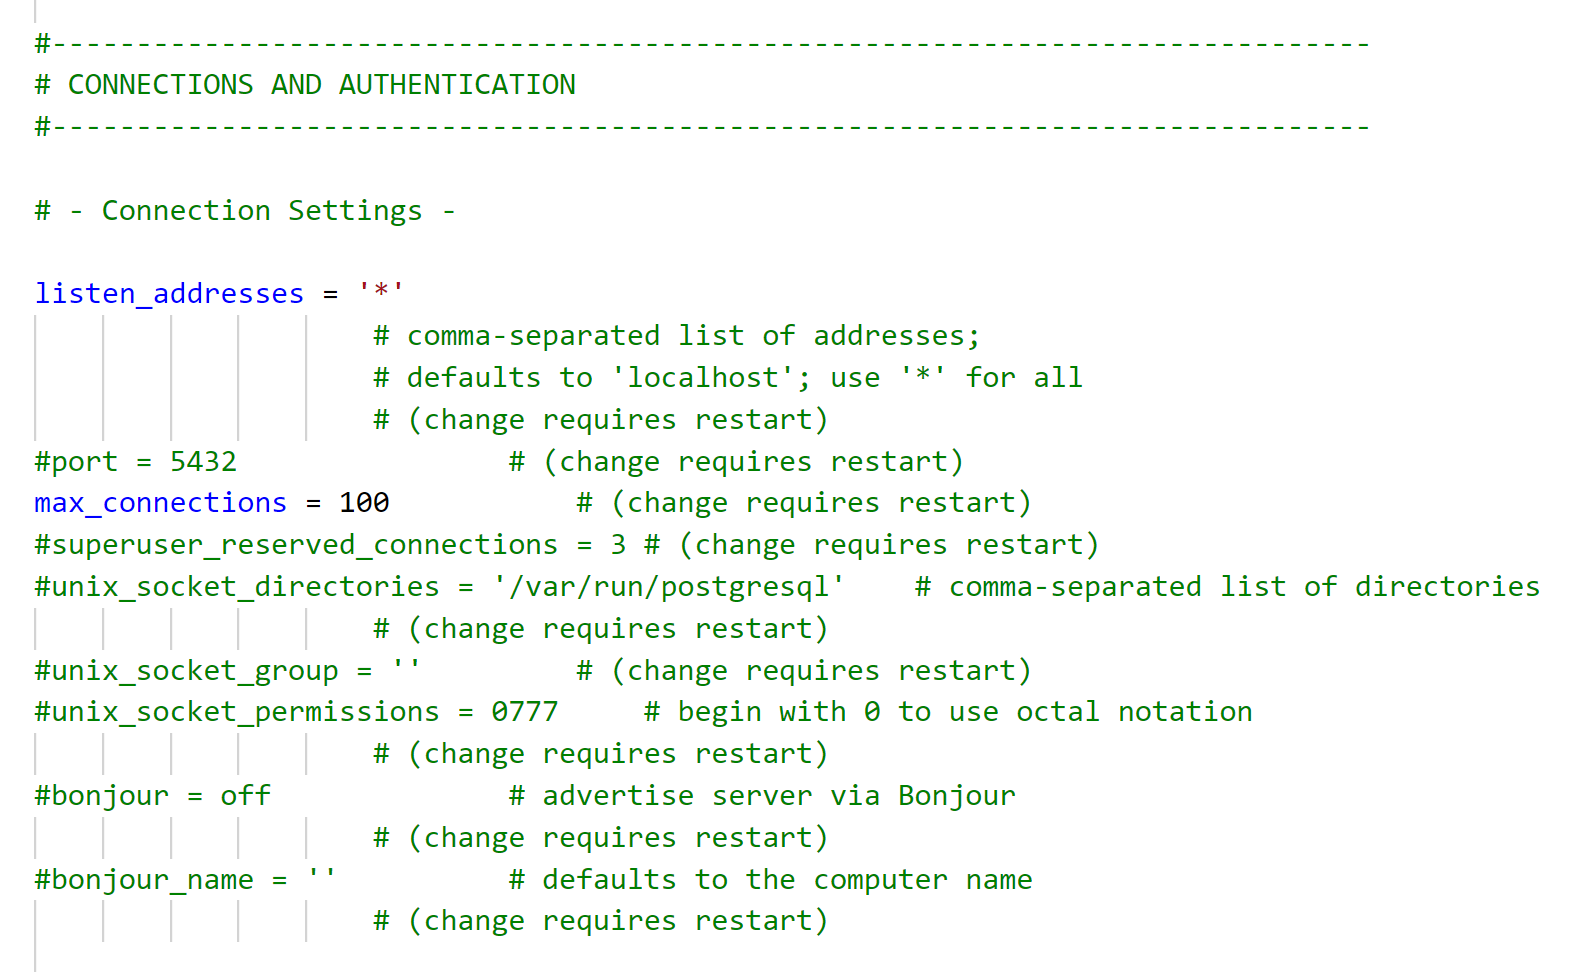 #------------------------------------------------------------------------------
# CONNECTIONS AND AUTHENTICATION
#------------------------------------------------------------------------------
# - Connection Settings -
listen_addresses = '*'
# comma-separated list of addresses;
# defaults to 'localhost'; use '*' for all
# (change requires restart)
#port = 5432 # (change requires restart)
max_connections = 100 # (change requires restart)
#superuser_reserved_connections = 3 # (change requires restart)
#unix_socket_directories = '/var/run/postgresql' # comma-separated list of directories
# (change requires restart)
#unix_socket_group = '' # (change requires restart)
#unix_socket_permissions = 0777 # begin with 0 to use octal notation
# (change requires restart)
#bonjour = off # advertise server via Bonjour
# (change requires restart)
#bonjour_name = '' # defaults to the computer name
# (change requires restart)